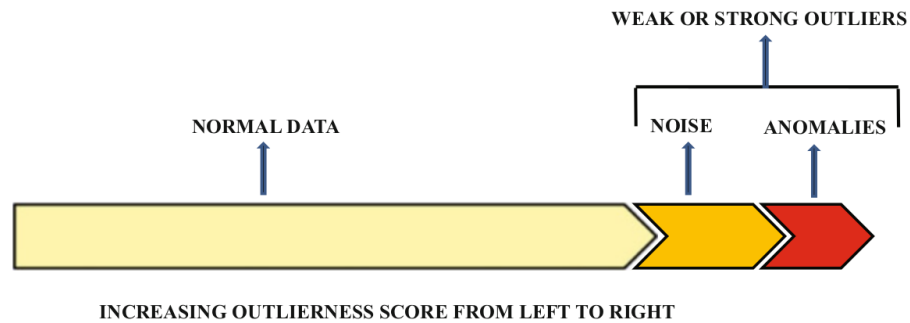 WEAK OR STRONG OUTLIERS
NORMAL DATA
NOISE
ANOMALIES
INCREASING OUTLIERNESS SCORE FROM LEFT TO RIGHT